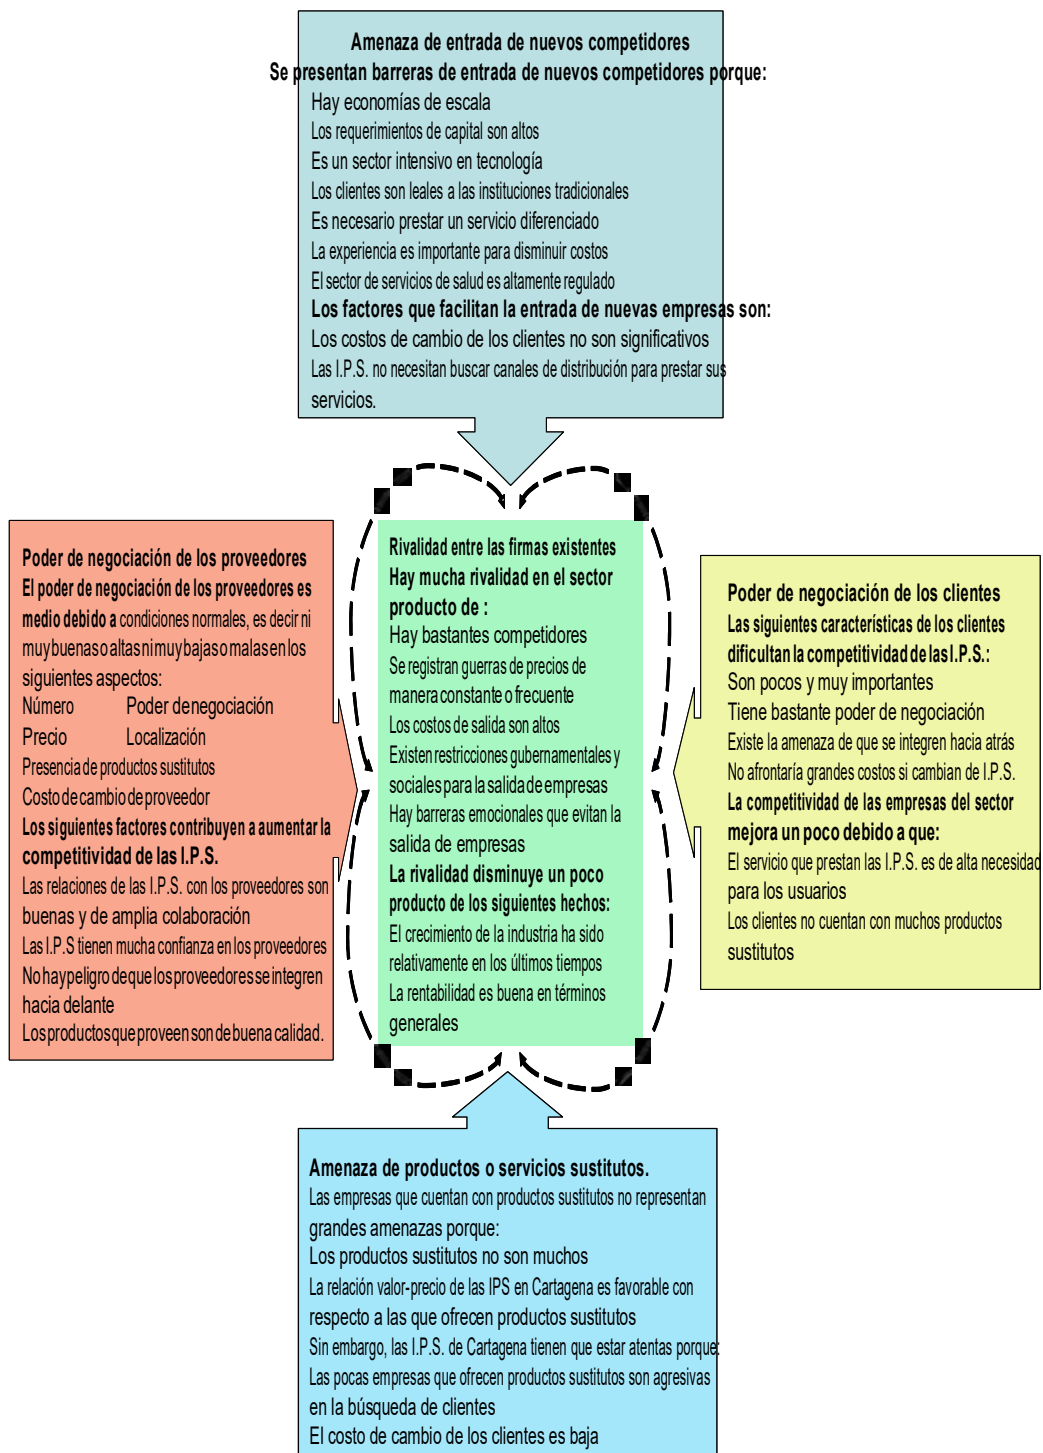 Amenaza de entrada de nuevos competidores
Se presentan barreras de entrada de nuevos competidores porque:
Hay economías de escala
Los requerimientos de capital son altos
Es un sector intensivo en tecnología
Los clientes son leales a las instituciones tradicionales
Es necesario prestar un servicio diferenciado
La experiencia es importante para disminuir costos
El sector de servicios de salud es altamente regulado
Los factores que facilitan la entrada de nuevas empresas son:
Los costos de cambio de los clientes no son significativos
Las I.P.S. no necesitan buscar canales de distribución para prestar sus
servicios.
Poder de negociación de los proveedores
El poder de negociación de los proveedores es
medio debido a condiciones normales, es decir ni
muy buenas o altas ni muy bajas o malas en los
siguientes aspectos:
Número Poder de negociación
Precio Localización
Presencia de productos sustitutos
Costo de cambio de proveedor
Los siguientes factores contribuyen a aumentar la
competitividad de las I.P.S.
Las relaciones de las I.P.S. con los proveedores son
buenas y de amplia colaboración
Las I.P.S tienen mucha confianza en los proveedores
No hay peligro de que los proveedores se integren
hacia delante
Los productos que proveen son de buena calidad.
Rivalidad entre las firmas existentes
Hay mucha rivalidad en el sector
producto de :
Hay bastantes competidores
Se registran guerras de precios de
manera constante o frecuente
Los costos de salida son altos
Existen restricciones gubernamentales y
sociales para la salida de empresas
Hay barreras emocionales que evitan la
salida de empresas
La rivalidad disminuye un poco
producto de los siguientes hechos:
El crecimiento de la industria ha sido
relativamente en los últimos tiempos
La rentabilidad es buena en términos
generales
Poder de negociación de los clientes
Las siguientes características de los clientes
dificultan la competitividad de las I.P.S.:
Son pocos y muy importantes
Tiene bastante poder de negociación
Existe la amenaza de que se integren hacia atrás
No afrontaría grandes costos si cambian de I.P.S.
La competitividad de las empresas del sector
mejora un poco debido a que:
El servicio que prestan las I.P.S. es de alta necesidad
para los usuarios
Los clientes no cuentan con muchos productos
sustitutos
Amenaza de productos o servicios sustitutos.
Las empresas que cuentan con productos sustitutos no representan
grandes amenazas porque:
Los productos sustitutos no son muchos
La relación valor-precio de las IPS en Cartagena es favorable con
respecto a las que ofrecen productos sustitutos
Sin embargo, las I.P.S. de Cartagena tienen que estar atentas porque:
Las pocas empresas que ofrecen productos sustitutos son agresivas
en la búsqueda de clientes
El costo de cambio de los clientes es baja